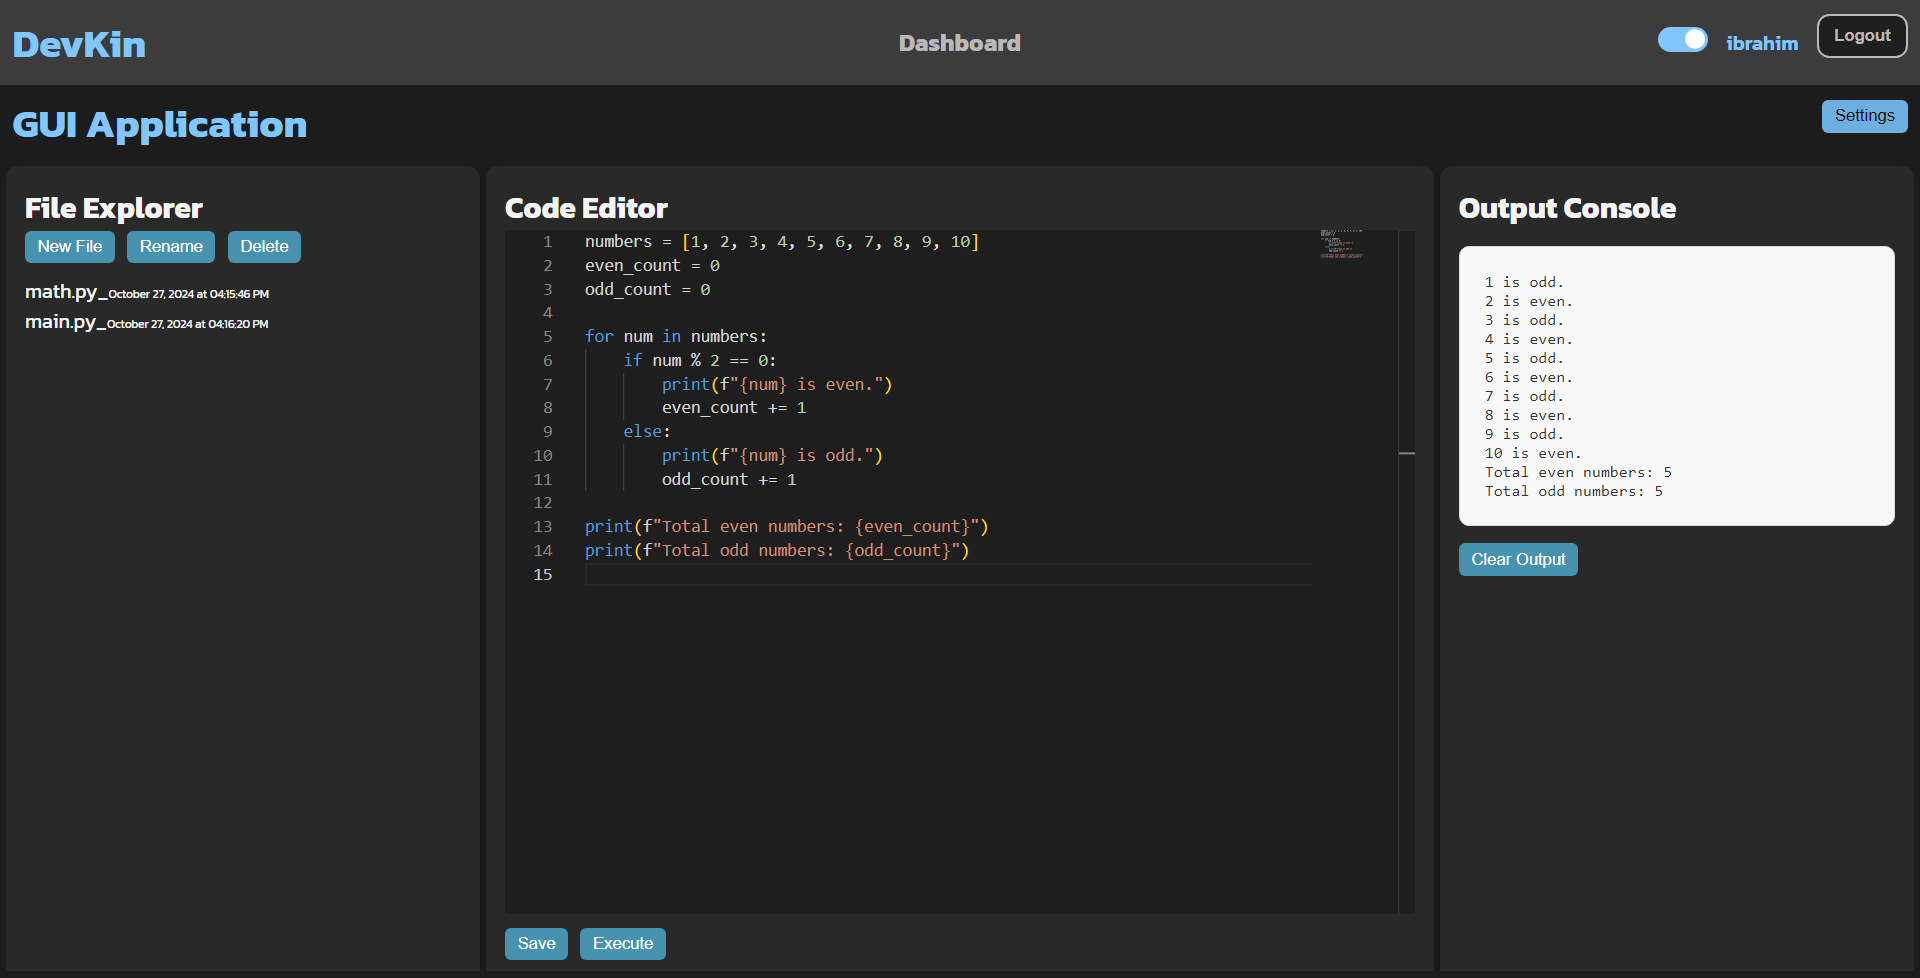 DevKin
Dashboard
ibrahim
Logout
GUI Application
Settings
File Explorer
New File
Rename
Delete
math.py_October 27, 2024 at 04:15:46 PM
main.py_October 27, 2024 at 04:16:20 PM
Code Editor
1 numbers = [1, 2, 3, 4, 5, 6, 7, 8, 9, 10]
2 even_count = 0
3 odd_count = 0
4
5 for num in numbers:
6     if num % 2 == 0:
7         print(f"{num} is even.")
8         even_count += 1
9     else:
10         print(f"{num} is odd.")
11         odd_count += 1
12
13 print(f"Total even numbers: {even_count}")
14 print(f"Total odd numbers: {odd_count}")
15
Save
Execute
Output Console
1 is odd.
2 is even.
3 is odd.
4 is even.
5 is odd.
6 is even.
7 is odd.
8 is even.
9 is odd.
10 is even.
Total even numbers: 5
Total odd numbers: 5
Clear Output